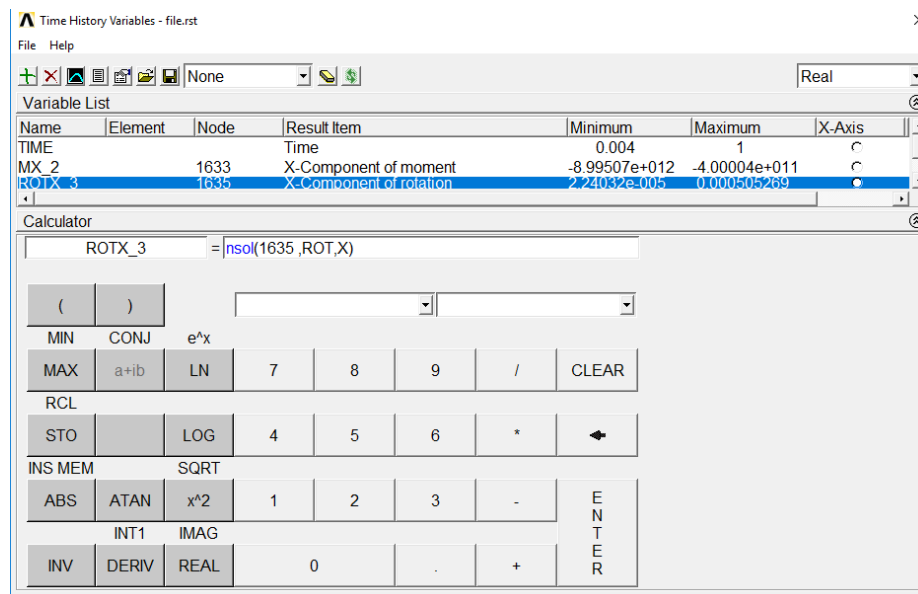 Time History Variables - file.rst
File Help
None Real
Variable List
Name Element Node Result Item Minimum Maximum X-Axis
TIME Time 0.004 1
MX_2 1633 X-Component of moment -8.99507e+012 -4.00004e+011
ROTX_3 1635 X-Component of rotation 2.24032e-005 0.000505269
Calculator
ROTX_3 = nsol(1635 ,ROT,X)
( )
MIN CONJ e^x
MAX a+ib LN 7 8 9 / CLEAR
RCL
STO LOG 4 5 6 *
INS MEM SQRT
ABS ATAN x^2 1 2 3 - ENTER
INT1 IMAG
INV DERIV REAL 0 . +